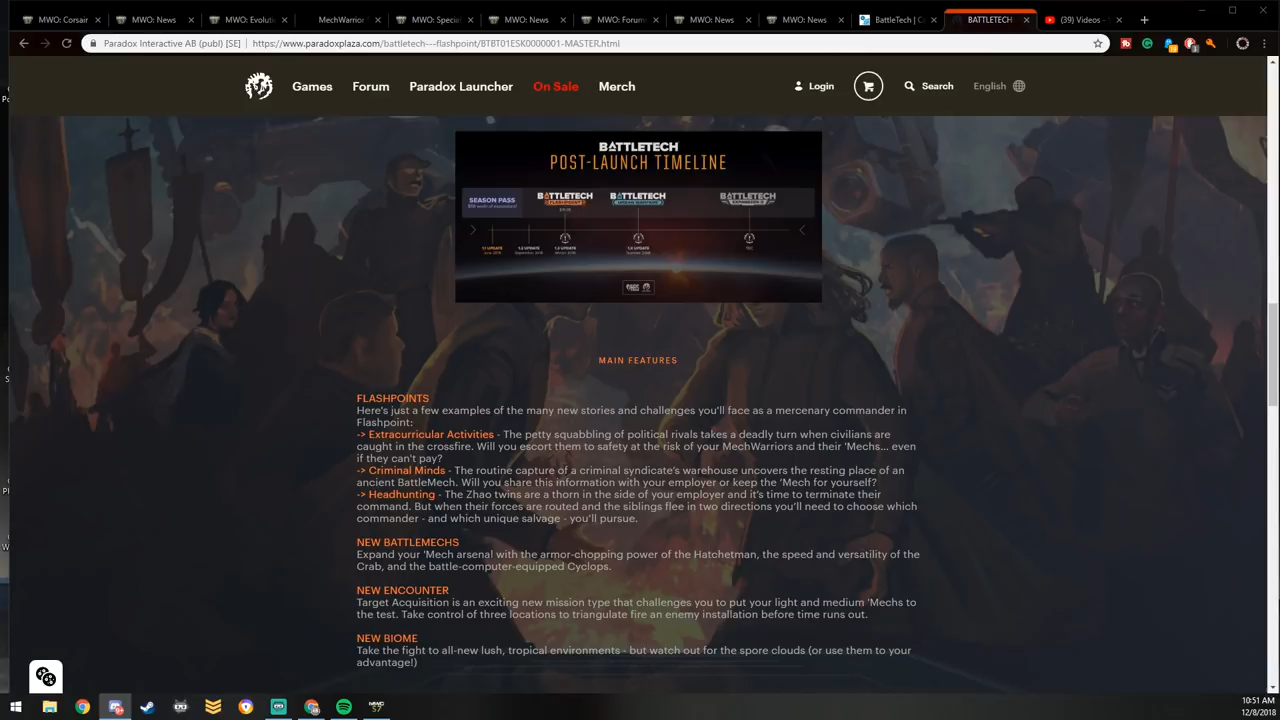 MWO: Corsair
MWO: News
MWO: Evoluti
MechWarrior
MWO: Special
MWO: News
MWO: Forum
MWO: News
MWO: News
BattleTech | C
BATTLETECH
(39) Videos -
Paradox Interactive AB (publ) [SE] | https://www.paradoxplaza.com/battletech---flashpoint/BTBT01ESK0000001-MASTER.html
Games
Forum
Paradox Launcher
On Sale
Merch
Login
Search
English
BATTLETECH
POST-LAUNCH TIMELINE
SEASON PASS
BATTLETECH
BATTLETECH
BATTLETECH
FLASHPOINT
1.1 UPDATE
MAIN FEATURES
FLASHPOINTS
Here's just a few examples of the many new stories and challenges you'll face as a mercenary commander in
Flashpoint:
-> Extracurricular Activities - The petty squabbling of political rivals takes a deadly turn when civilians are
caught in the crossfire. Will you escort them to safety at the risk of your MechWarriors and their 'Mechs... even
if they can't pay?
-> Criminal Minds - The routine capture of a criminal syndicate's warehouse uncovers the resting place of an
ancient BattleMech. Will you share this information with your employer or keep the 'Mech for yourself?
-> Headhunting - The Zhao twins are a thorn in the side of your employer and it's time to terminate their
command. But when their forces are routed and the siblings flee in two directions you'll need to choose which
commander - and which unique salvage - you'll pursue.
NEW BATTLEMECHS
Expand your 'Mech arsenal with the armor-chopping power of the Hatchetman, the speed and versatility of the
Crab, and the battle-computer-equipped Cyclops.
NEW ENCOUNTER
Target Acquisition is an exciting new mission type that challenges you to put your light and medium 'Mechs to
the test. Take control of three locations to triangulate fire an enemy installation before time runs out.
NEW BIOME
Take the fight to all-new lush, tropical environments - but watch out for the spore clouds (or use them to your
advantage!)
10:51 AM
12/8/2018